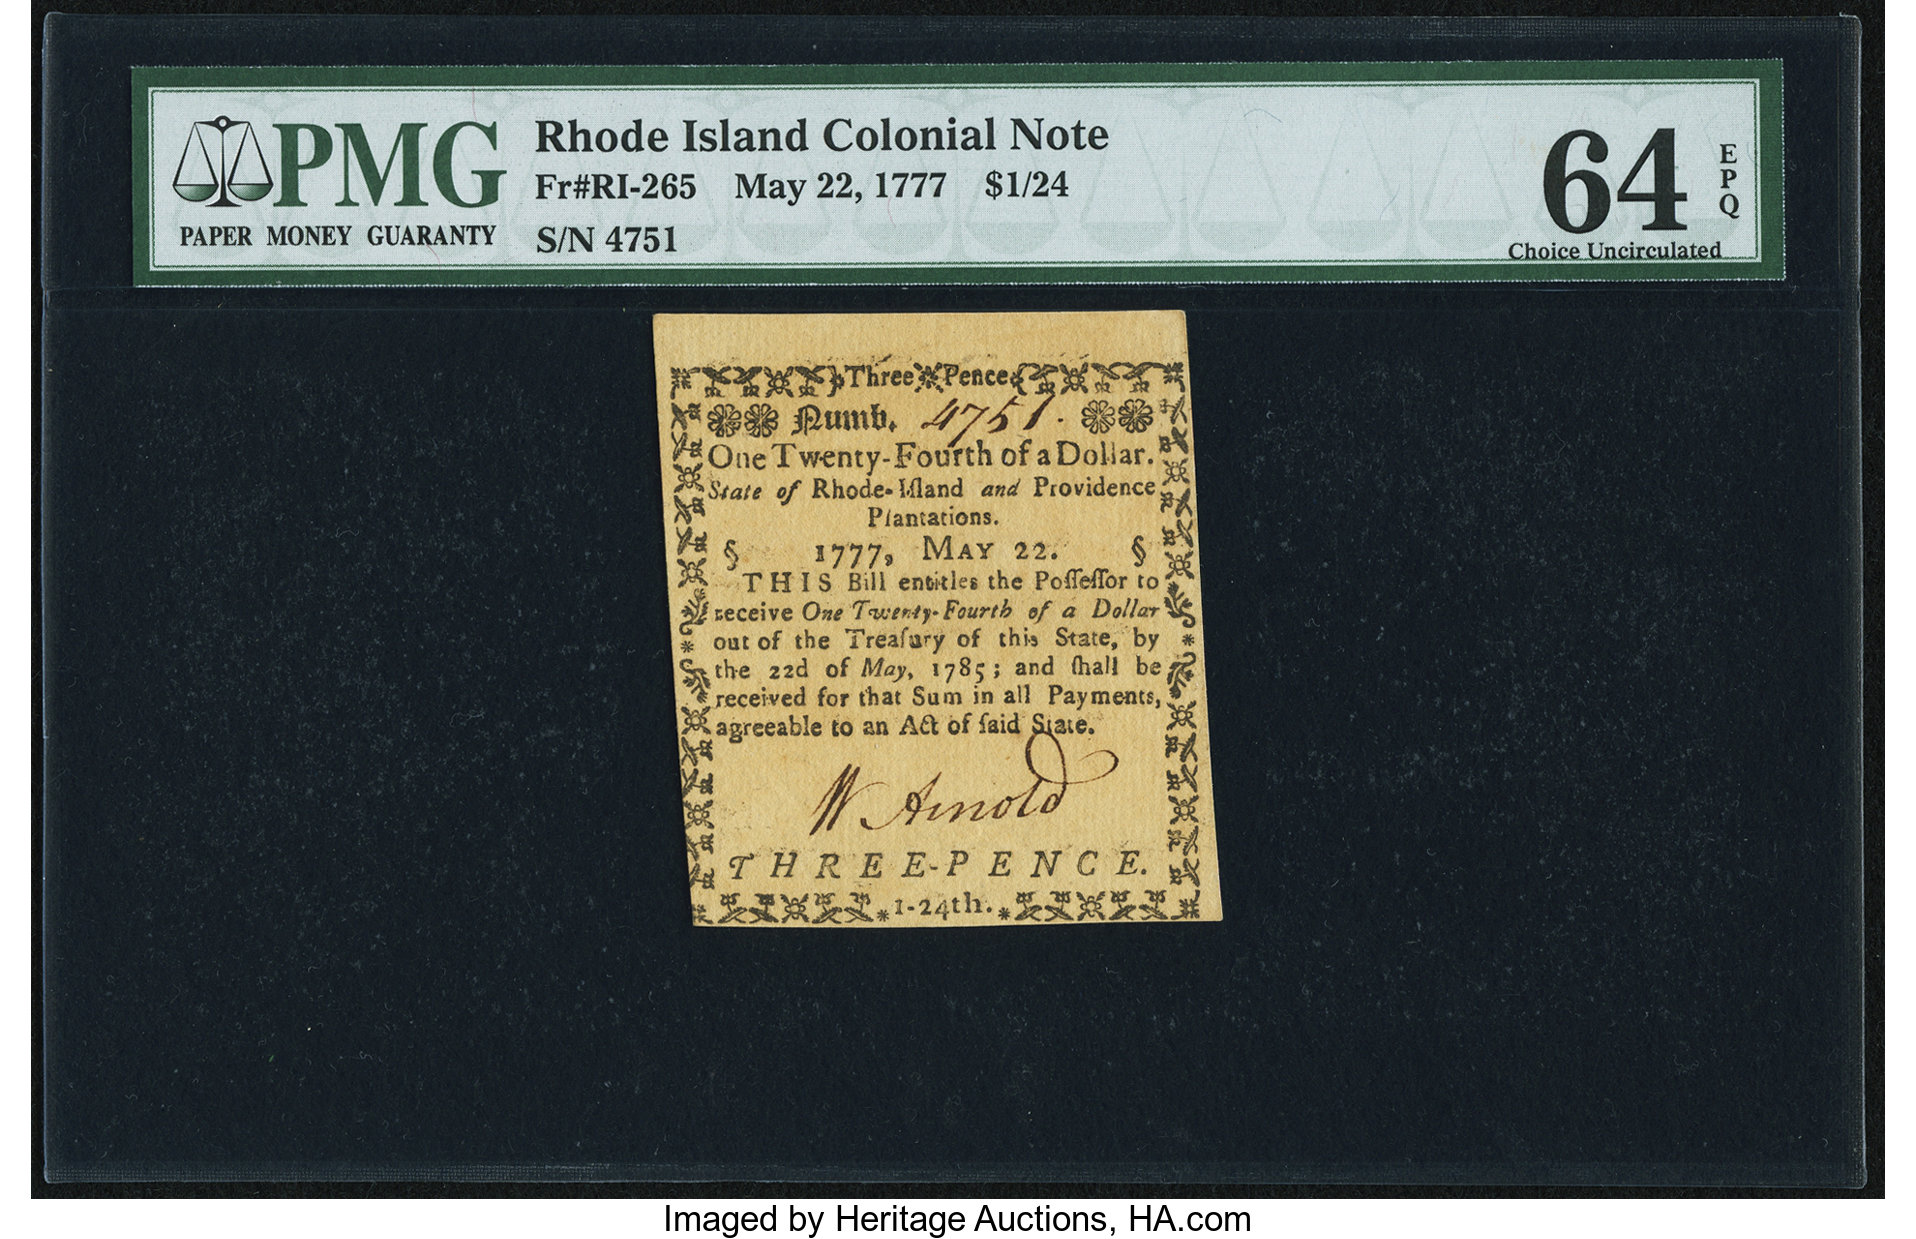 PMG
PAPER MONEY GUARANTY
Rhode Island Colonial Note
Fr#RI-265 May 22, 1777 $1/24
S/N 4751
64
EPQ
Choice Uncirculated
Three Pence
Numb. 4751.
One Twenty-Fourth of a Dollar.
State of Rhode-Iſland and Providence
Plantations.
§ 1777, MAY 22. §
THIS Bill entitles the Poſſeſſor to
receive One Twenty-Fourth of a Dollar
out of the Treaſury of this State, by
the 22d of May, 1785; and ſhall be
received for that Sum in all Payments,
agreeable to an Act of ſaid State.
W Arnold
THREE-PENCE.
*1-24th.*
Imaged by Heritage Auctions, HA.com